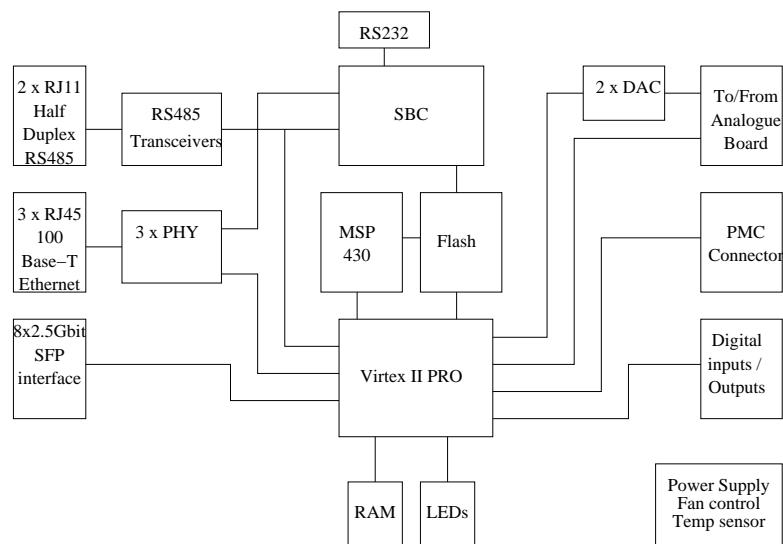 RS232
2 x RJ11
Half
Duplex
RS485
RS485
Transceivers
SBC
2 x DAC
To/From
Analogue
Board
3 x RJ45
100
Base−T
Ethernet
3 x PHY
MSP
430
Flash
PMC
Connector
8x2.5Gbit
SFP
interface
Virtex II PRO
Digital
inputs /
Outputs
RAM
LEDs
Power Supply
Fan control
Temp sensor